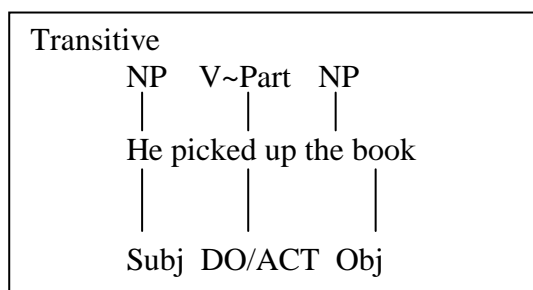 Transitive
NP V~Part NP
He picked up the book
Subj DO/ACT Obj